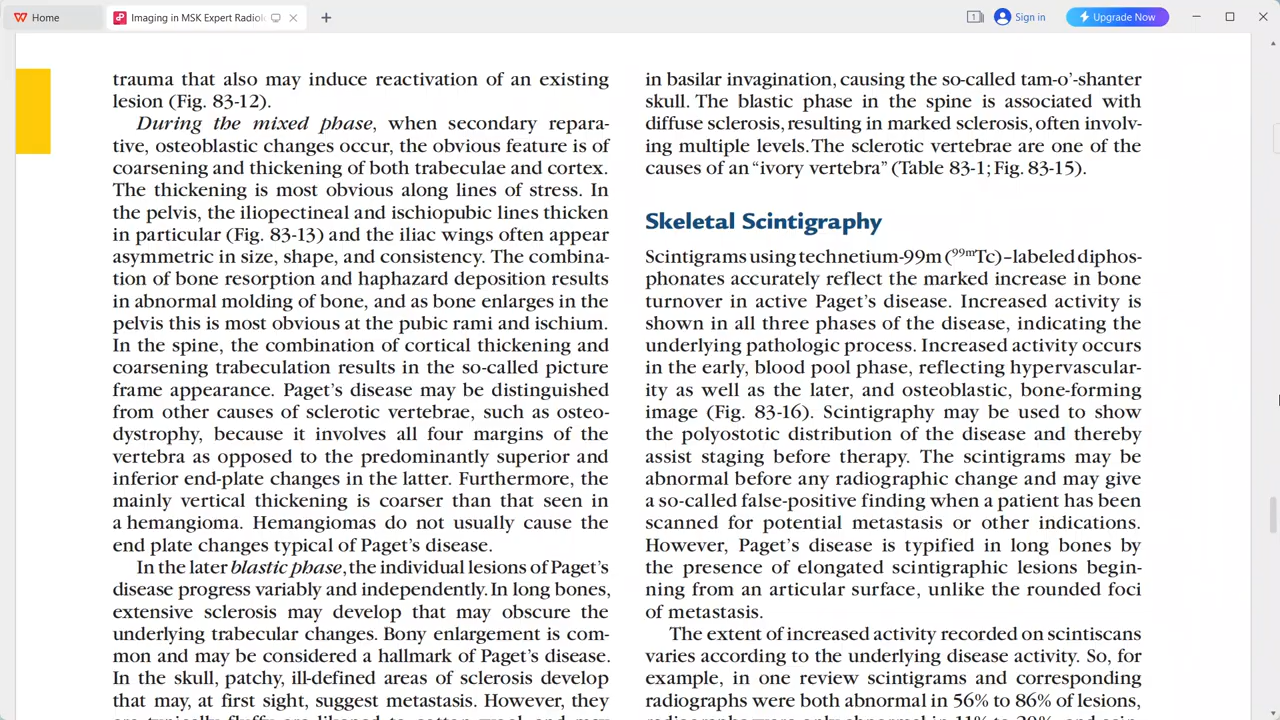 Home
Imaging in MSK Expert Radiol
1
Sign in
Upgrade Now
trauma that also may induce reactivation of an existing
lesion (Fig. 83-12).
During the mixed phase, when secondary repara-
tive, osteoblastic changes occur, the obvious feature is of
coarsening and thickening of both trabeculae and cortex.
The thickening is most obvious along lines of stress. In
the pelvis, the iliopectineal and ischiopubic lines thicken
in particular (Fig. 83-13) and the iliac wings often appear
asymmetric in size, shape, and consistency. The combina-
tion of bone resorption and haphazard deposition results
in abnormal molding of bone, and as bone enlarges in the
pelvis this is most obvious at the pubic rami and ischium.
In the spine, the combination of cortical thickening and
coarsening trabeculation results in the so-called picture
frame appearance. Paget's disease may be distinguished
from other causes of sclerotic vertebrae, such as osteo-
dystrophy, because it involves all four margins of the
vertebra as opposed to the predominantly superior and
inferior end-plate changes in the latter. Furthermore, the
mainly vertical thickening is coarser than that seen in
a hemangioma. Hemangiomas do not usually cause the
end plate changes typical of Paget's disease.
In the later blastic phase, the individual lesions of Paget's
disease progress variably and independently. In long bones,
extensive sclerosis may develop that may obscure the
underlying trabecular changes. Bony enlargement is com-
mon and may be considered a hallmark of Paget's disease.
In the skull, patchy, ill-defined areas of sclerosis develop
that may, at first sight, suggest metastasis. However, they
in basilar invagination, causing the so-called tam-o'-shanter
skull. The blastic phase in the spine is associated with
diffuse sclerosis, resulting in marked sclerosis, often involv-
ing multiple levels. The sclerotic vertebrae are one of the
causes of an "ivory vertebra" (Table 83-1; Fig. 83-15).
Skeletal Scintigraphy
Scintigrams using technetium-99m (99mTc)–labeled diphos-
phonates accurately reflect the marked increase in bone
turnover in active Paget's disease. Increased activity is
shown in all three phases of the disease, indicating the
underlying pathologic process. Increased activity occurs
in the early, blood pool phase, reflecting hypervascular-
ity as well as the later, and osteoblastic, bone-forming
image (Fig. 83-16). Scintigraphy may be used to show
the polyostotic distribution of the disease and thereby
assist staging before therapy. The scintigrams may be
abnormal before any radiographic change and may give
a so-called false-positive finding when a patient has been
scanned for potential metastasis or other indications.
However, Paget's disease is typified in long bones by
the presence of elongated scintigraphic lesions begin-
ning from an articular surface, unlike the rounded foci
of metastasis.
The extent of increased activity recorded on scintiscans
varies according to the underlying disease activity. So, for
example, in one review scintigrams and corresponding
radiographs were both abnormal in 56% to 86% of lesions,